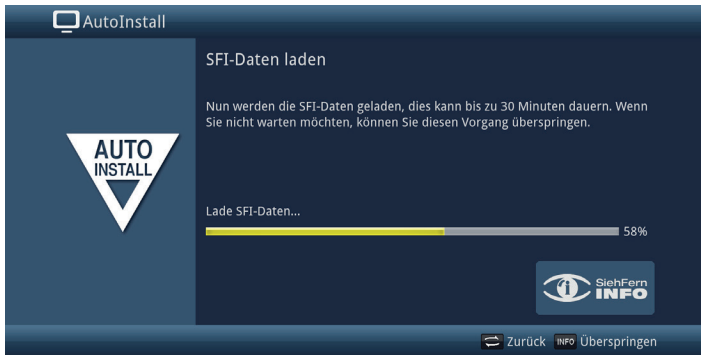 AutoInstall
SFI-Daten laden
Nun werden die SFI-Daten geladen, dies kann bis zu 30 Minuten dauern. Wenn
Sie nicht warten möchten, können Sie diesen Vorgang überspringen.
AUTO
INSTALL
Lade SFI-Daten...
58%
i SiehFern
INFO
Zurück INFO Überspringen